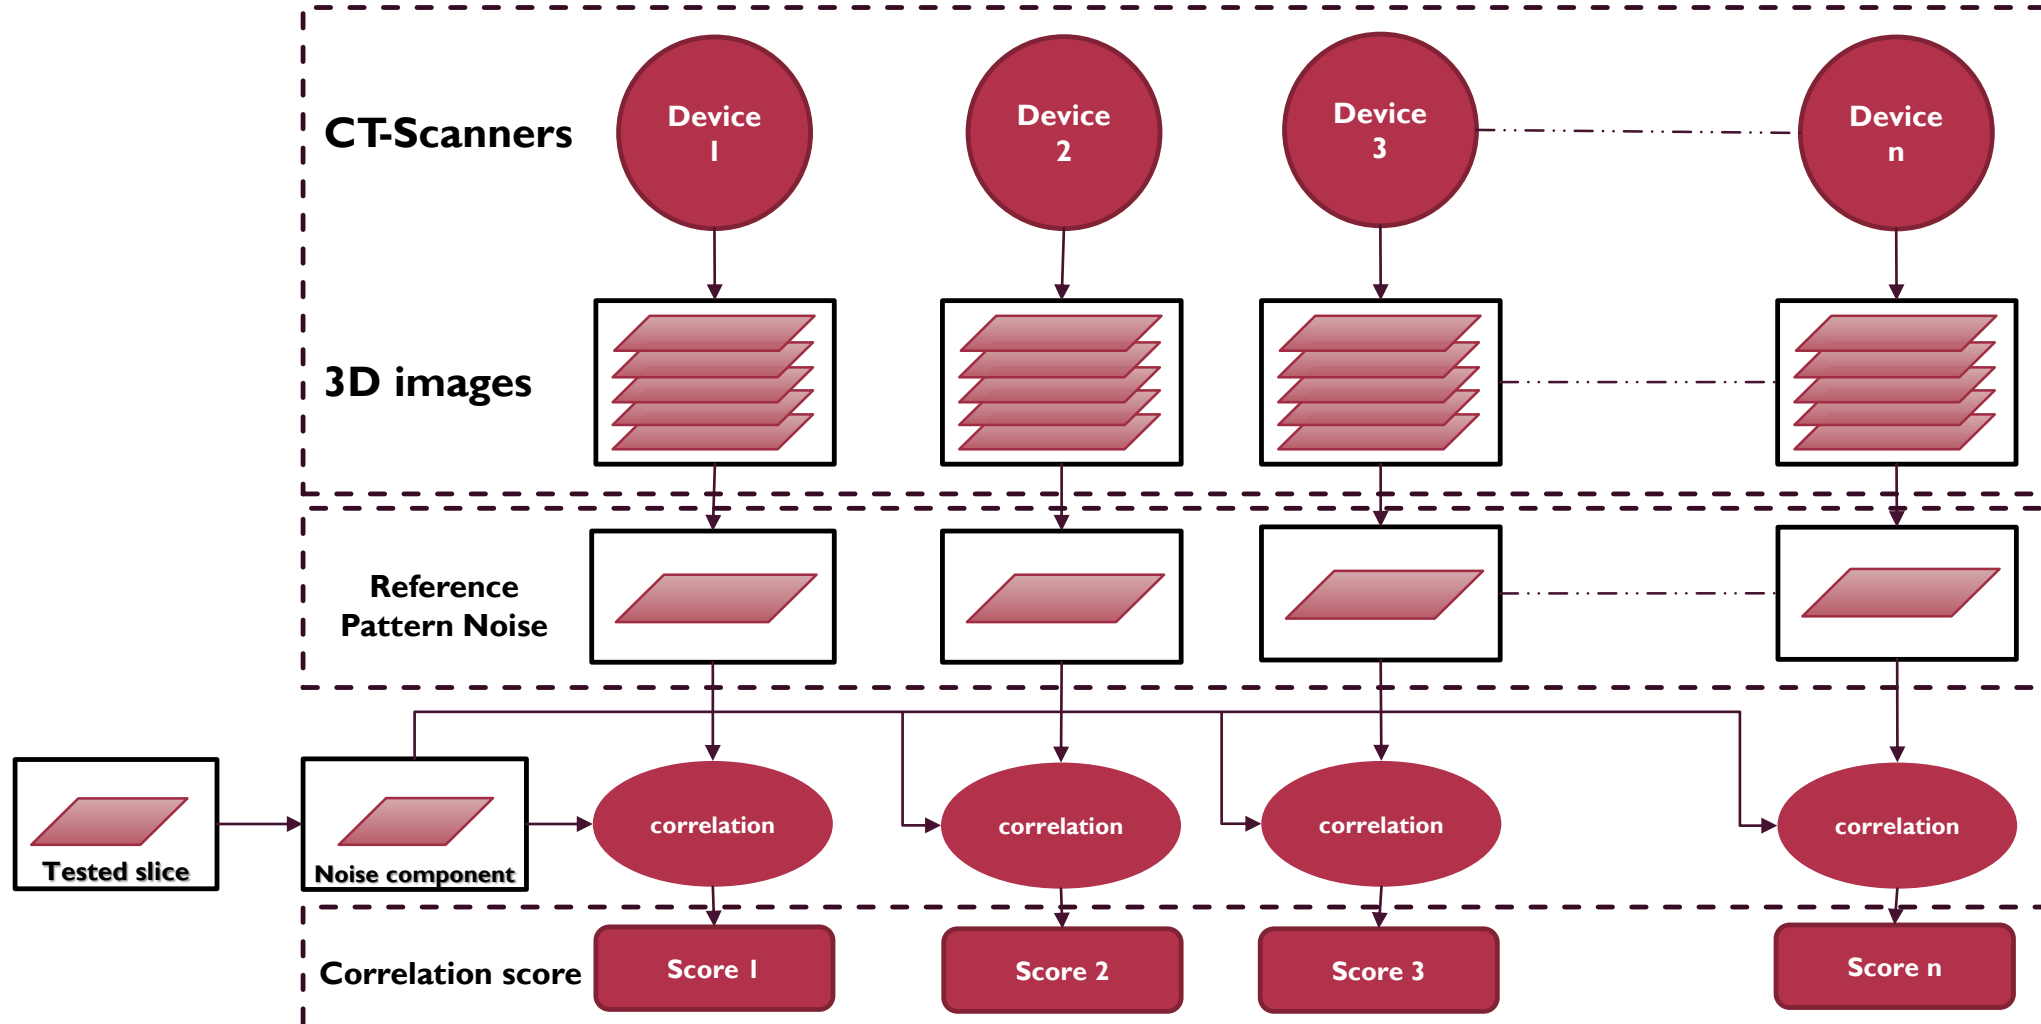 CT-Scanners
Device
1
Device
2
Device
3
Device
n
3D images
Reference
Pattern Noise
Tested slice
Noise component
correlation
correlation
correlation
correlation
Correlation score
Score 1
Score 2
Score 3
Score n